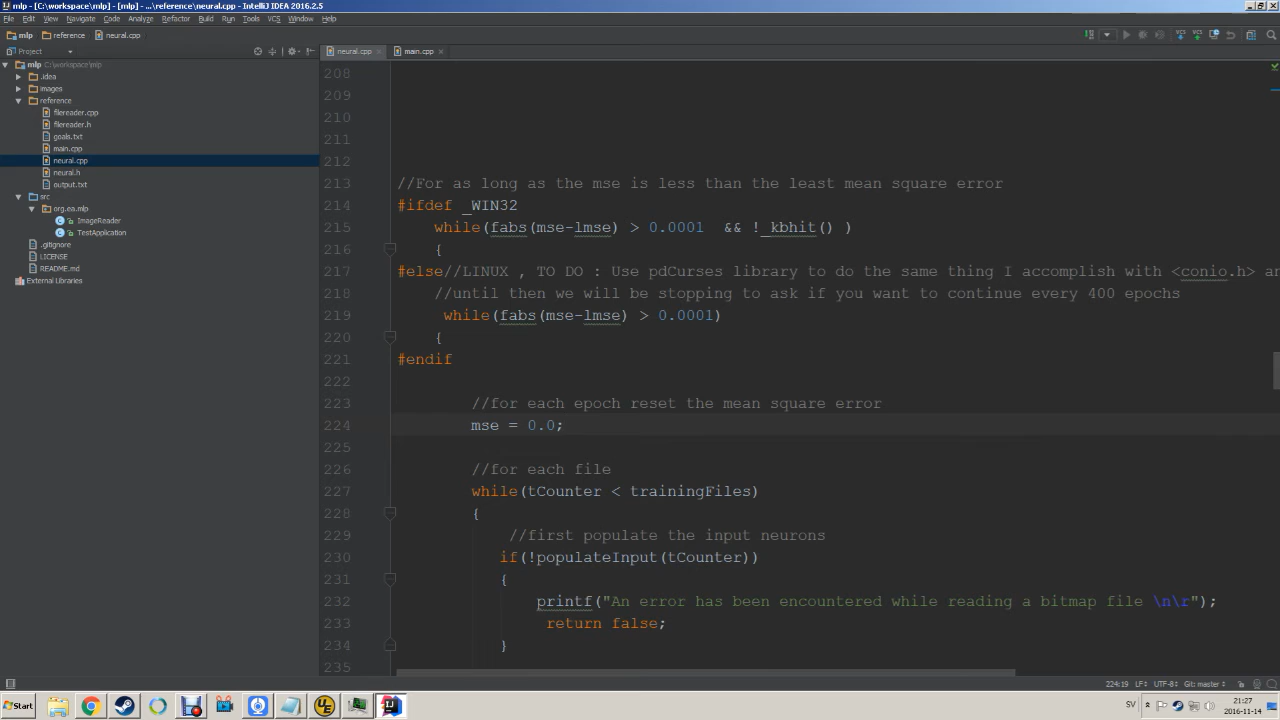 mlp - [C:\workspace\mlp] - [mlp] - ...\reference\neural.cpp - IntelliJ IDEA 2016.2.5
File Edit View Navigate Code Analyze Refactor Build Run Tools VCS Window Help
mlp reference neural.cpp
Project
neural.cpp main.cpp
mlp C:\workspace\mlp
.idea
images
reference
filereader.cpp
filereader.h
goals.txt
main.cpp
neural.cpp
neural.h
output.txt
src
org.ea.mlp
ImageReader
TestApplication
.gitignore
LICENSE
README.md
External Libraries
208
209
210
211
212
213 //For as long as the mse is less than the least mean square error
214 #ifdef _WIN32
215 while(fabs(mse-lmse) > 0.0001 && !_kbhit() )
216 {
217 #else//LINUX , TO DO : Use pdCurses library to do the same thing I accomplish with <conio.h> an
218 //until then we will be stopping to ask if you want to continue every 400 epochs
219 while(fabs(mse-lmse) > 0.0001)
220 {
221 #endif
222
223 //for each epoch reset the mean square error
224 mse = 0.0;
225
226 //for each file
227 while(tCounter < trainingFiles)
228 {
229 //first populate the input neurons
230 if(!populateInput(tCounter))
231 {
232 printf("An error has been encountered while reading a bitmap file \n\r");
233 return false;
234 }
235
224:19 LF÷ UTF-8÷ Git: master÷
Start
SV
21:27
2016-11-14